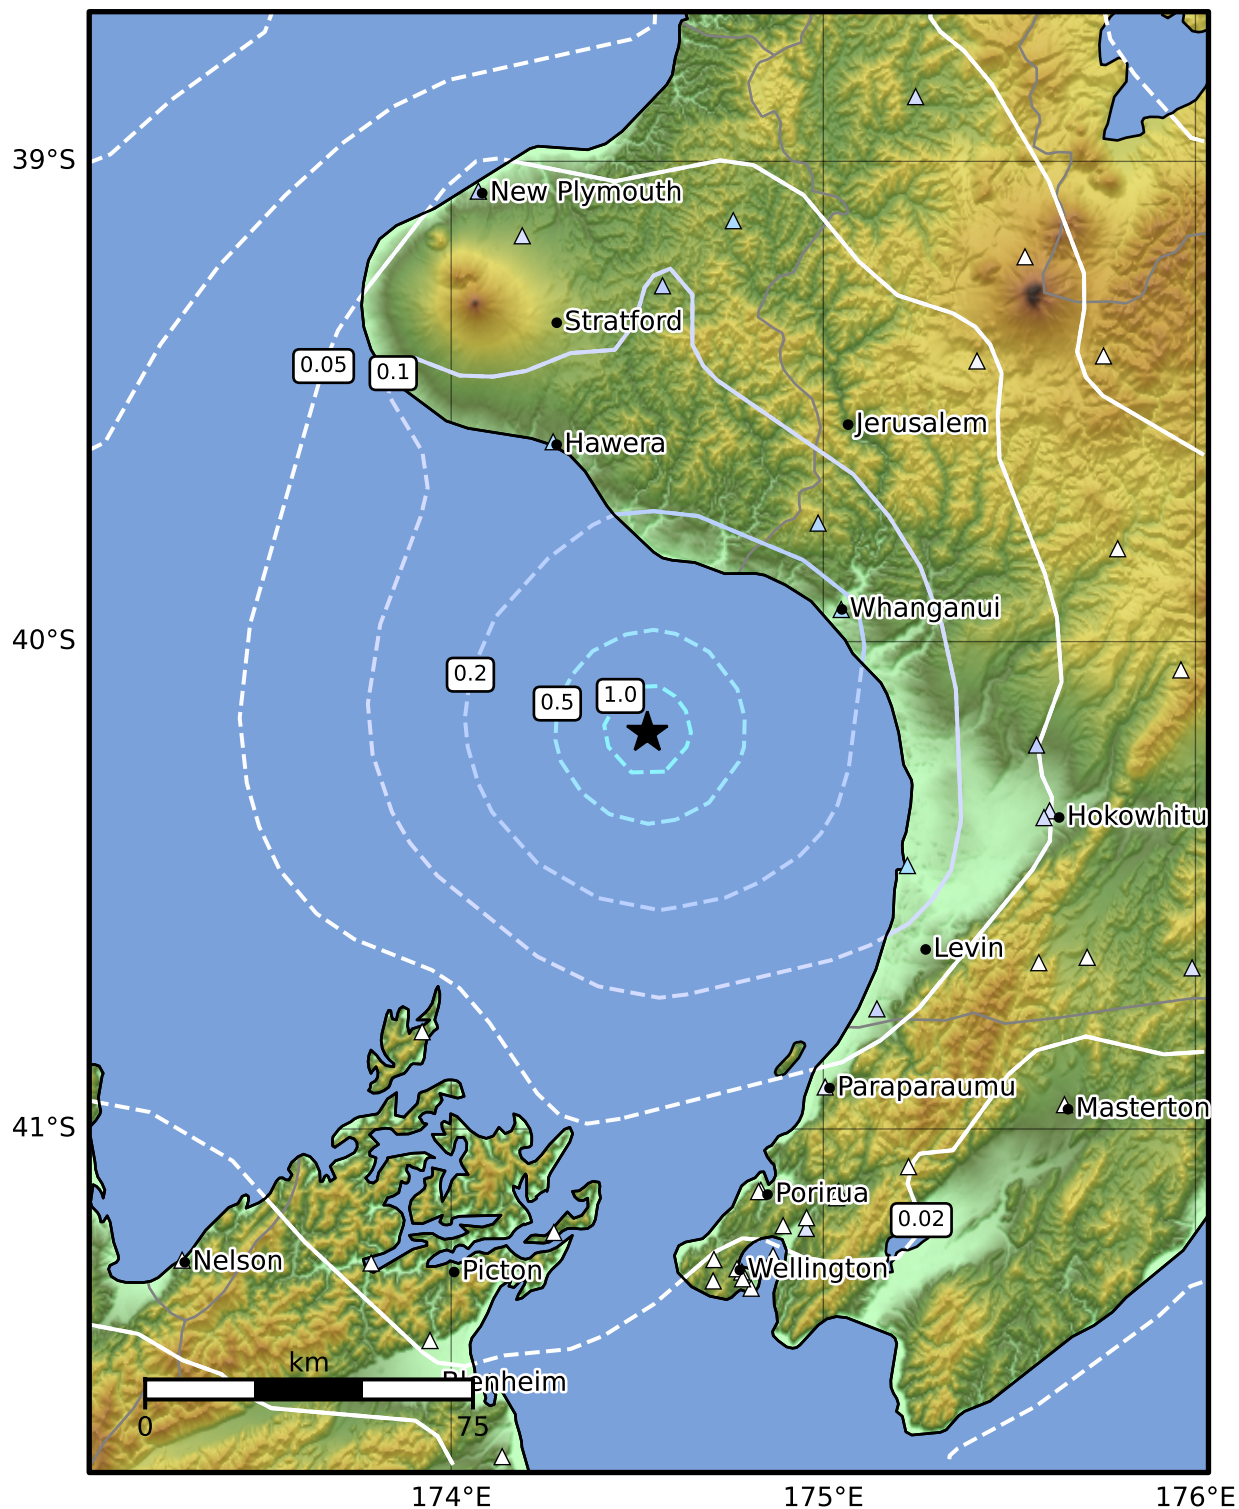 39°S
New Plymouth
Stratford
0.05
0.1
Jerusalem
Hawera
Whanganui
40°S
0.2
0.5
1.0
Hokowhitu
Levin
Paraparaumu
Masterton
41°S
Porirua
0.02
Nelson
Picton
Wellington
km
Blenheim
0
75
174°E
175°E
176°E